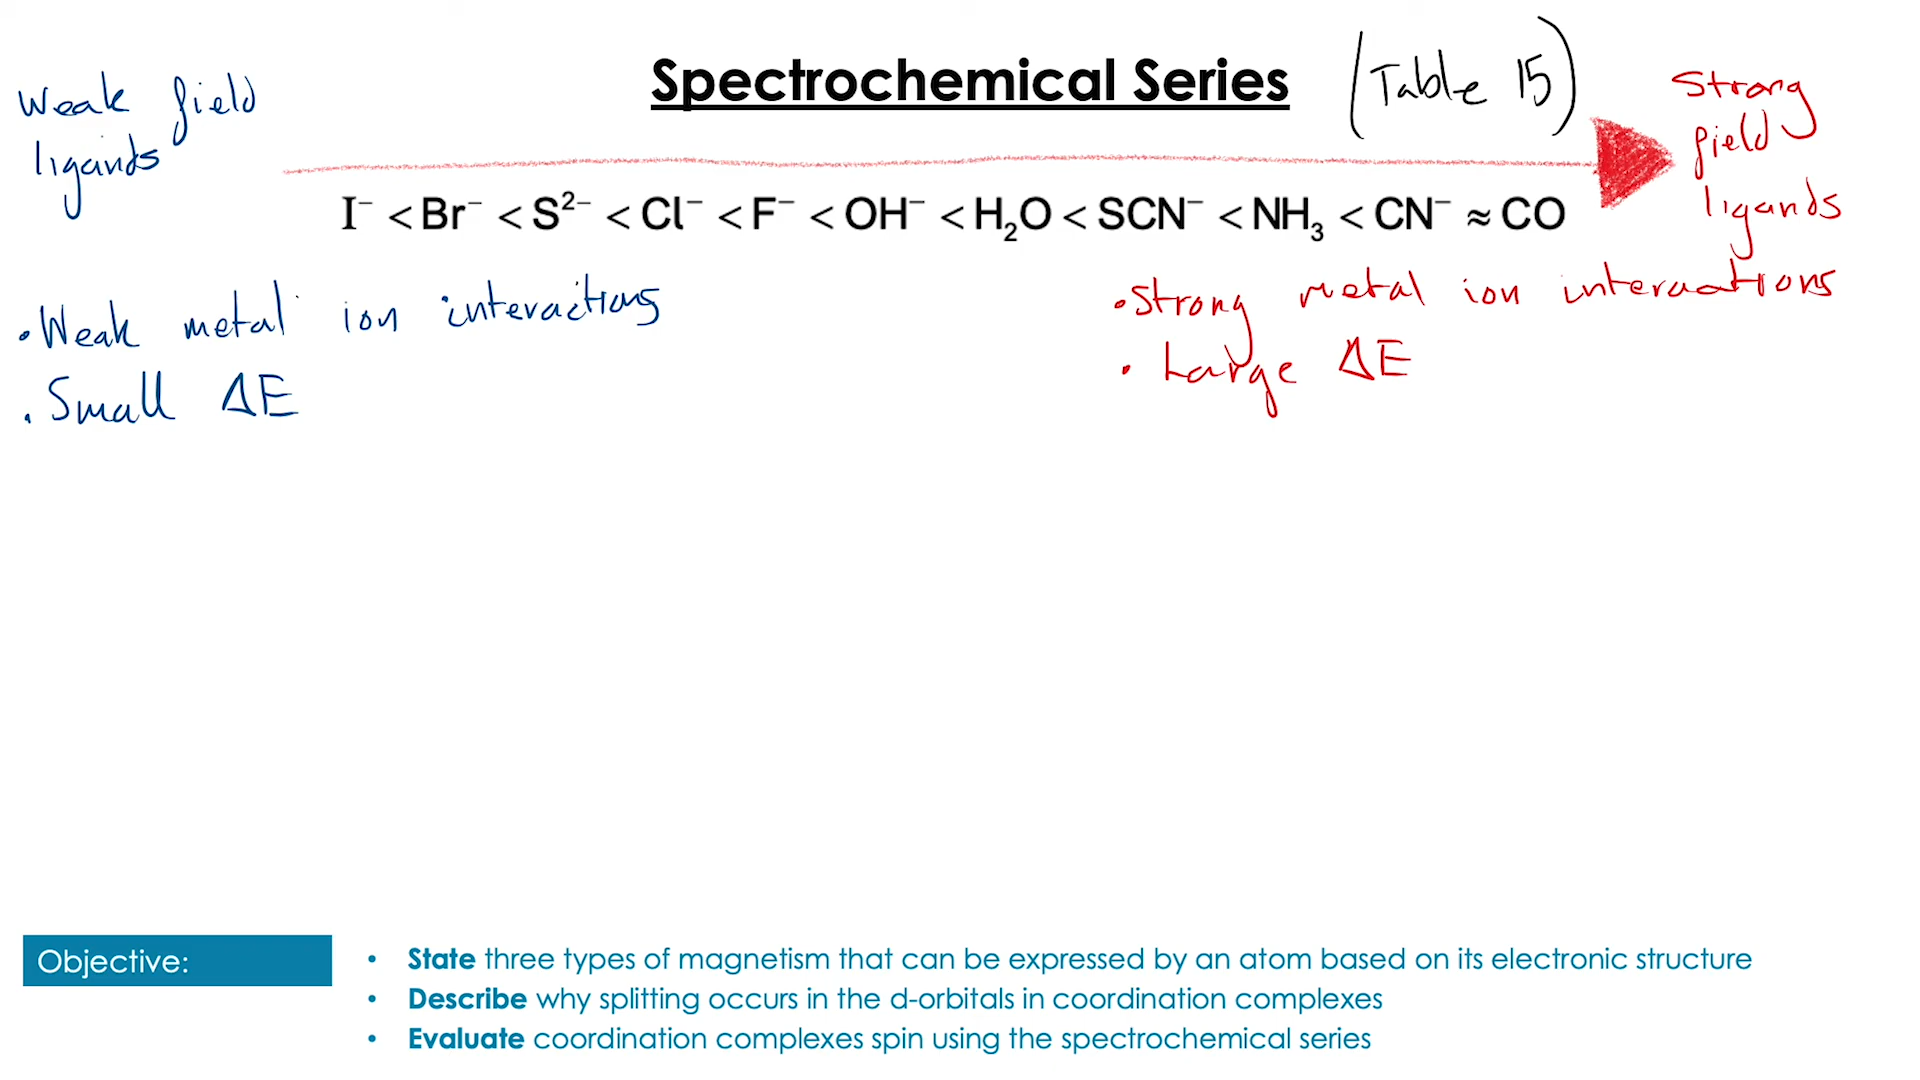 Spectrochemical Series (Table 15)
Weak field
ligands
Strong
field
ligands
I⁻ < Br⁻ < S²⁻ < Cl⁻ < F⁻ < OH⁻ < H₂O < SCN⁻ < NH₃ < CN⁻ ≈ CO
• Weak metal ion interactions
• Small ΔE
• Strong metal ion interactions
• Large ΔE
Objective:
• State three types of magnetism that can be expressed by an atom based on its electronic structure
• Describe why splitting occurs in the d-orbitals in coordination complexes
• Evaluate coordination complexes spin using the spectrochemical series